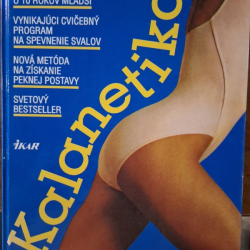 O 10 ROKOV MLADŠÍ
VYNIKAJÚCI CVIČEBNÝ
PROGRAM
NA SPEVNENIE SVALOV
NOVÁ METÓDA
NA ZÍSKANIE
PEKNEJ POSTAVY
SVETOVÝ
BESTSELLER
IKAR
Kalanetika